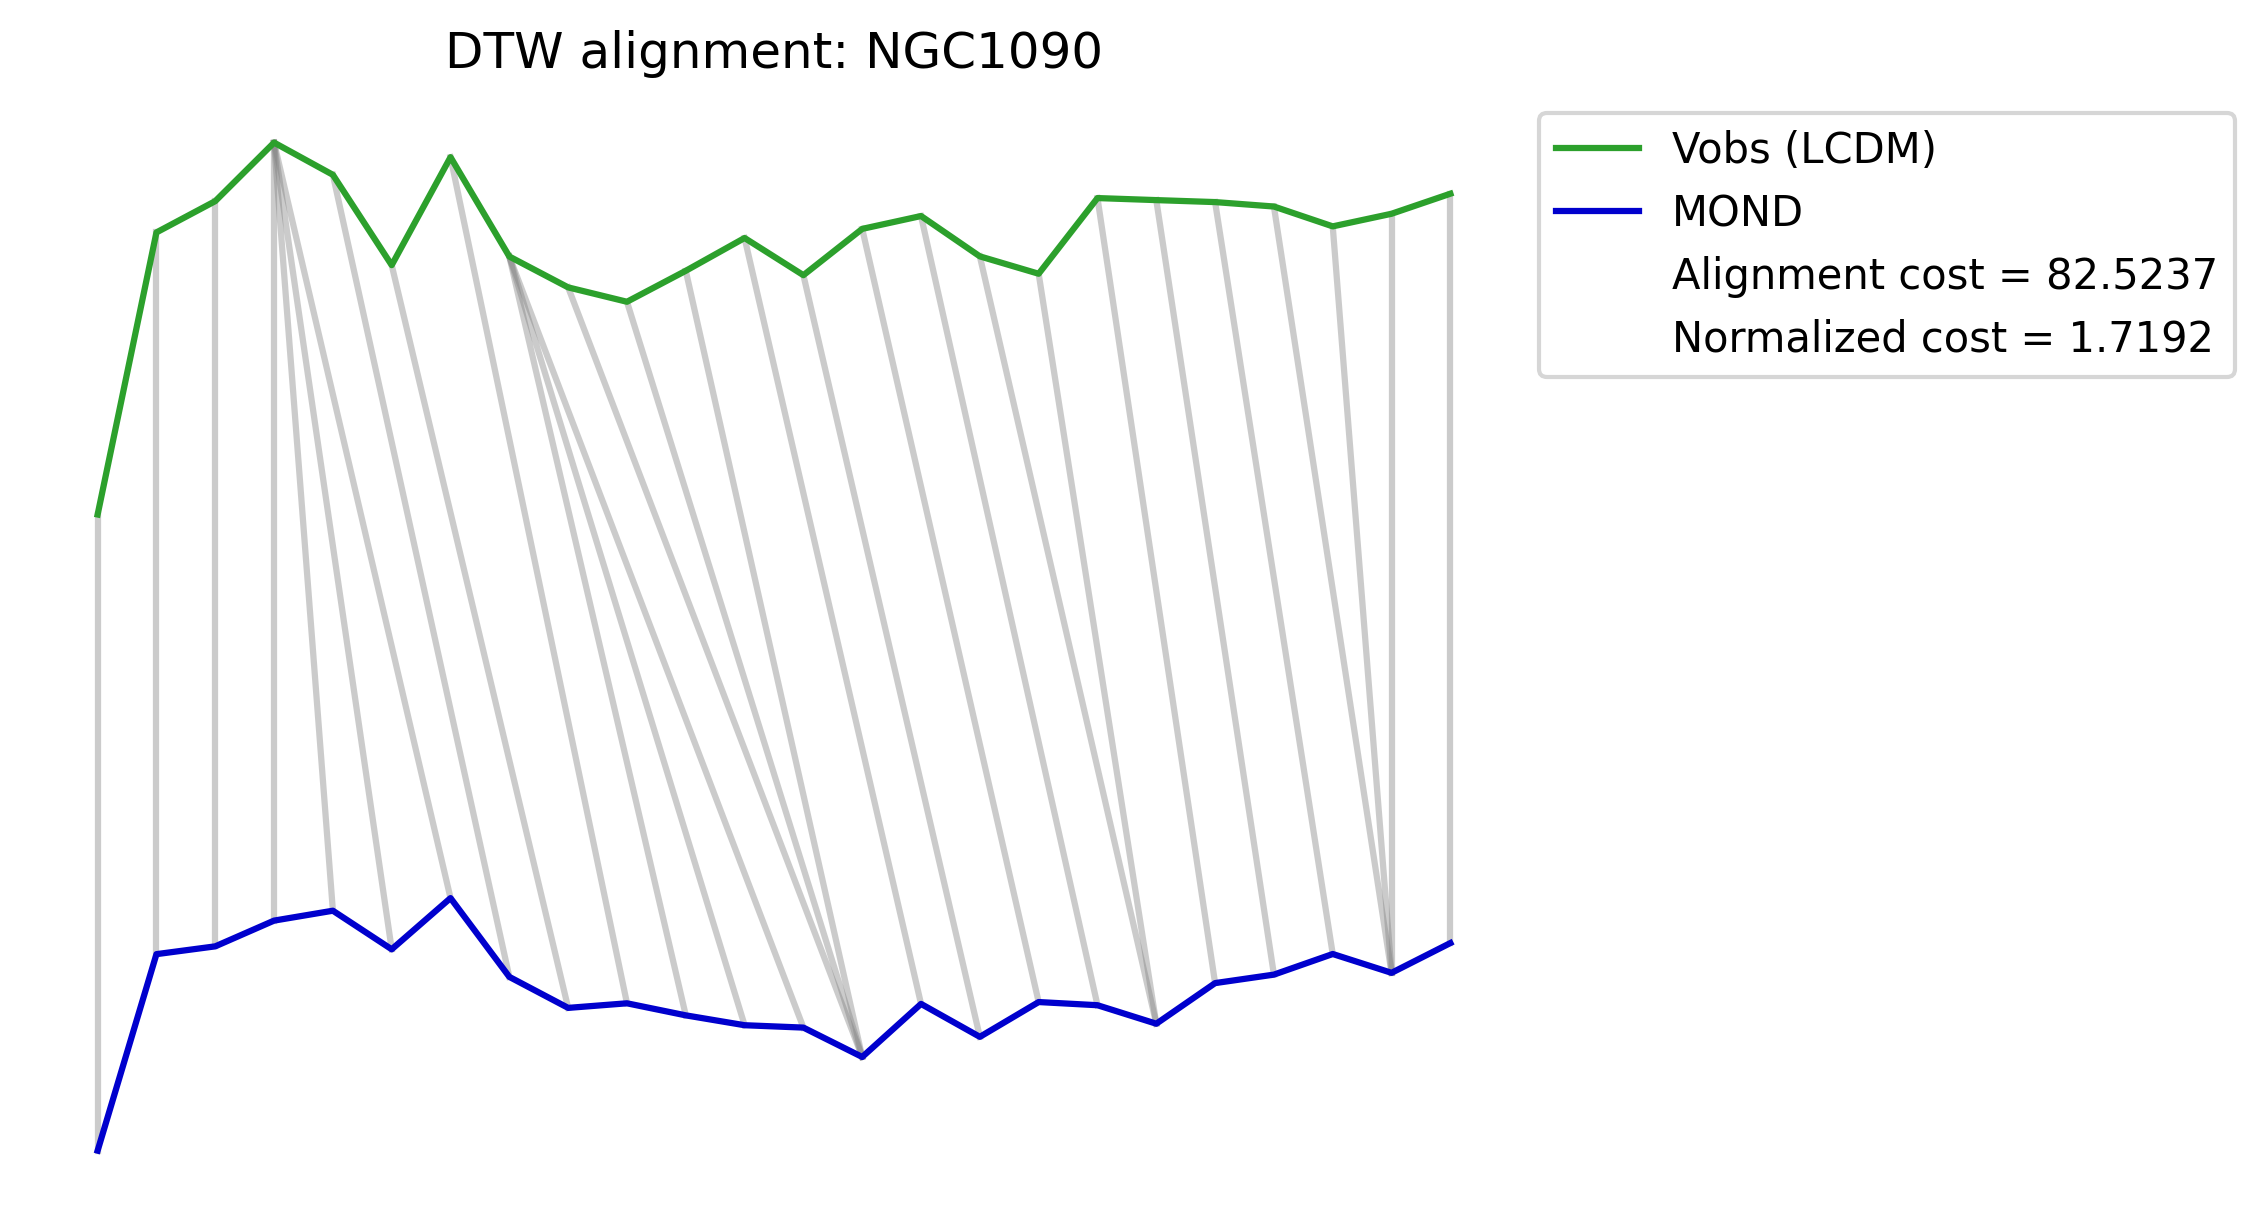 DTW alignment: NGC1090
Vobs (LCDM)
MOND
Alignment cost = 82.5237
Normalized cost = 1.7192